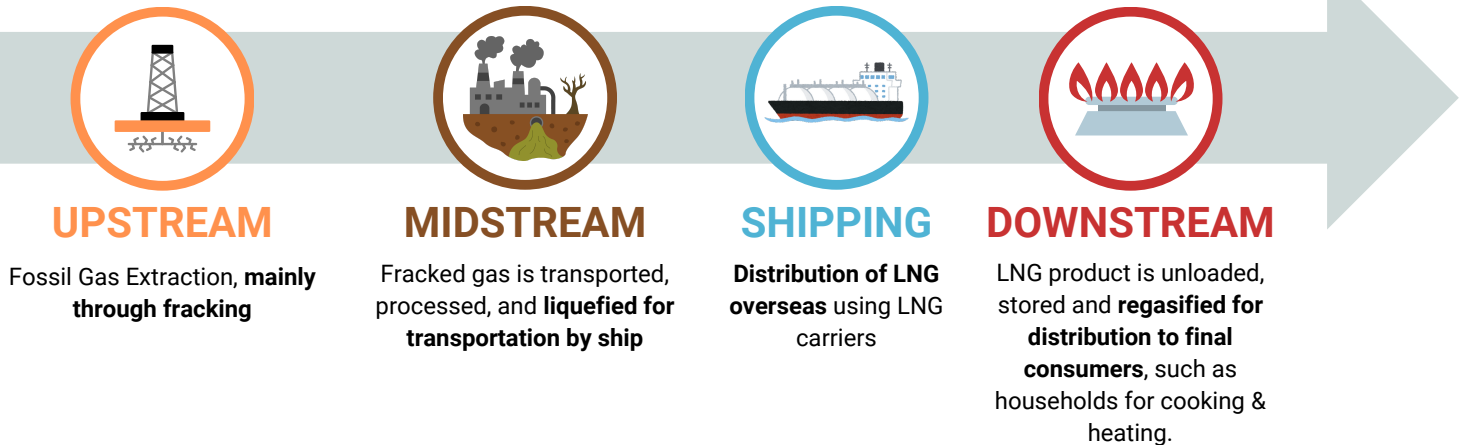 UPSTREAM
Fossil Gas Extraction, mainly
through fracking
MIDSTREAM
Fracked gas is transported,
processed, and liquefied for
transportation by ship
SHIPPING
Distribution of LNG
overseas using LNG
carriers
DOWNSTREAM
LNG product is unloaded,
stored and regasified for
distribution to final
consumers, such as
households for cooking &
heating.